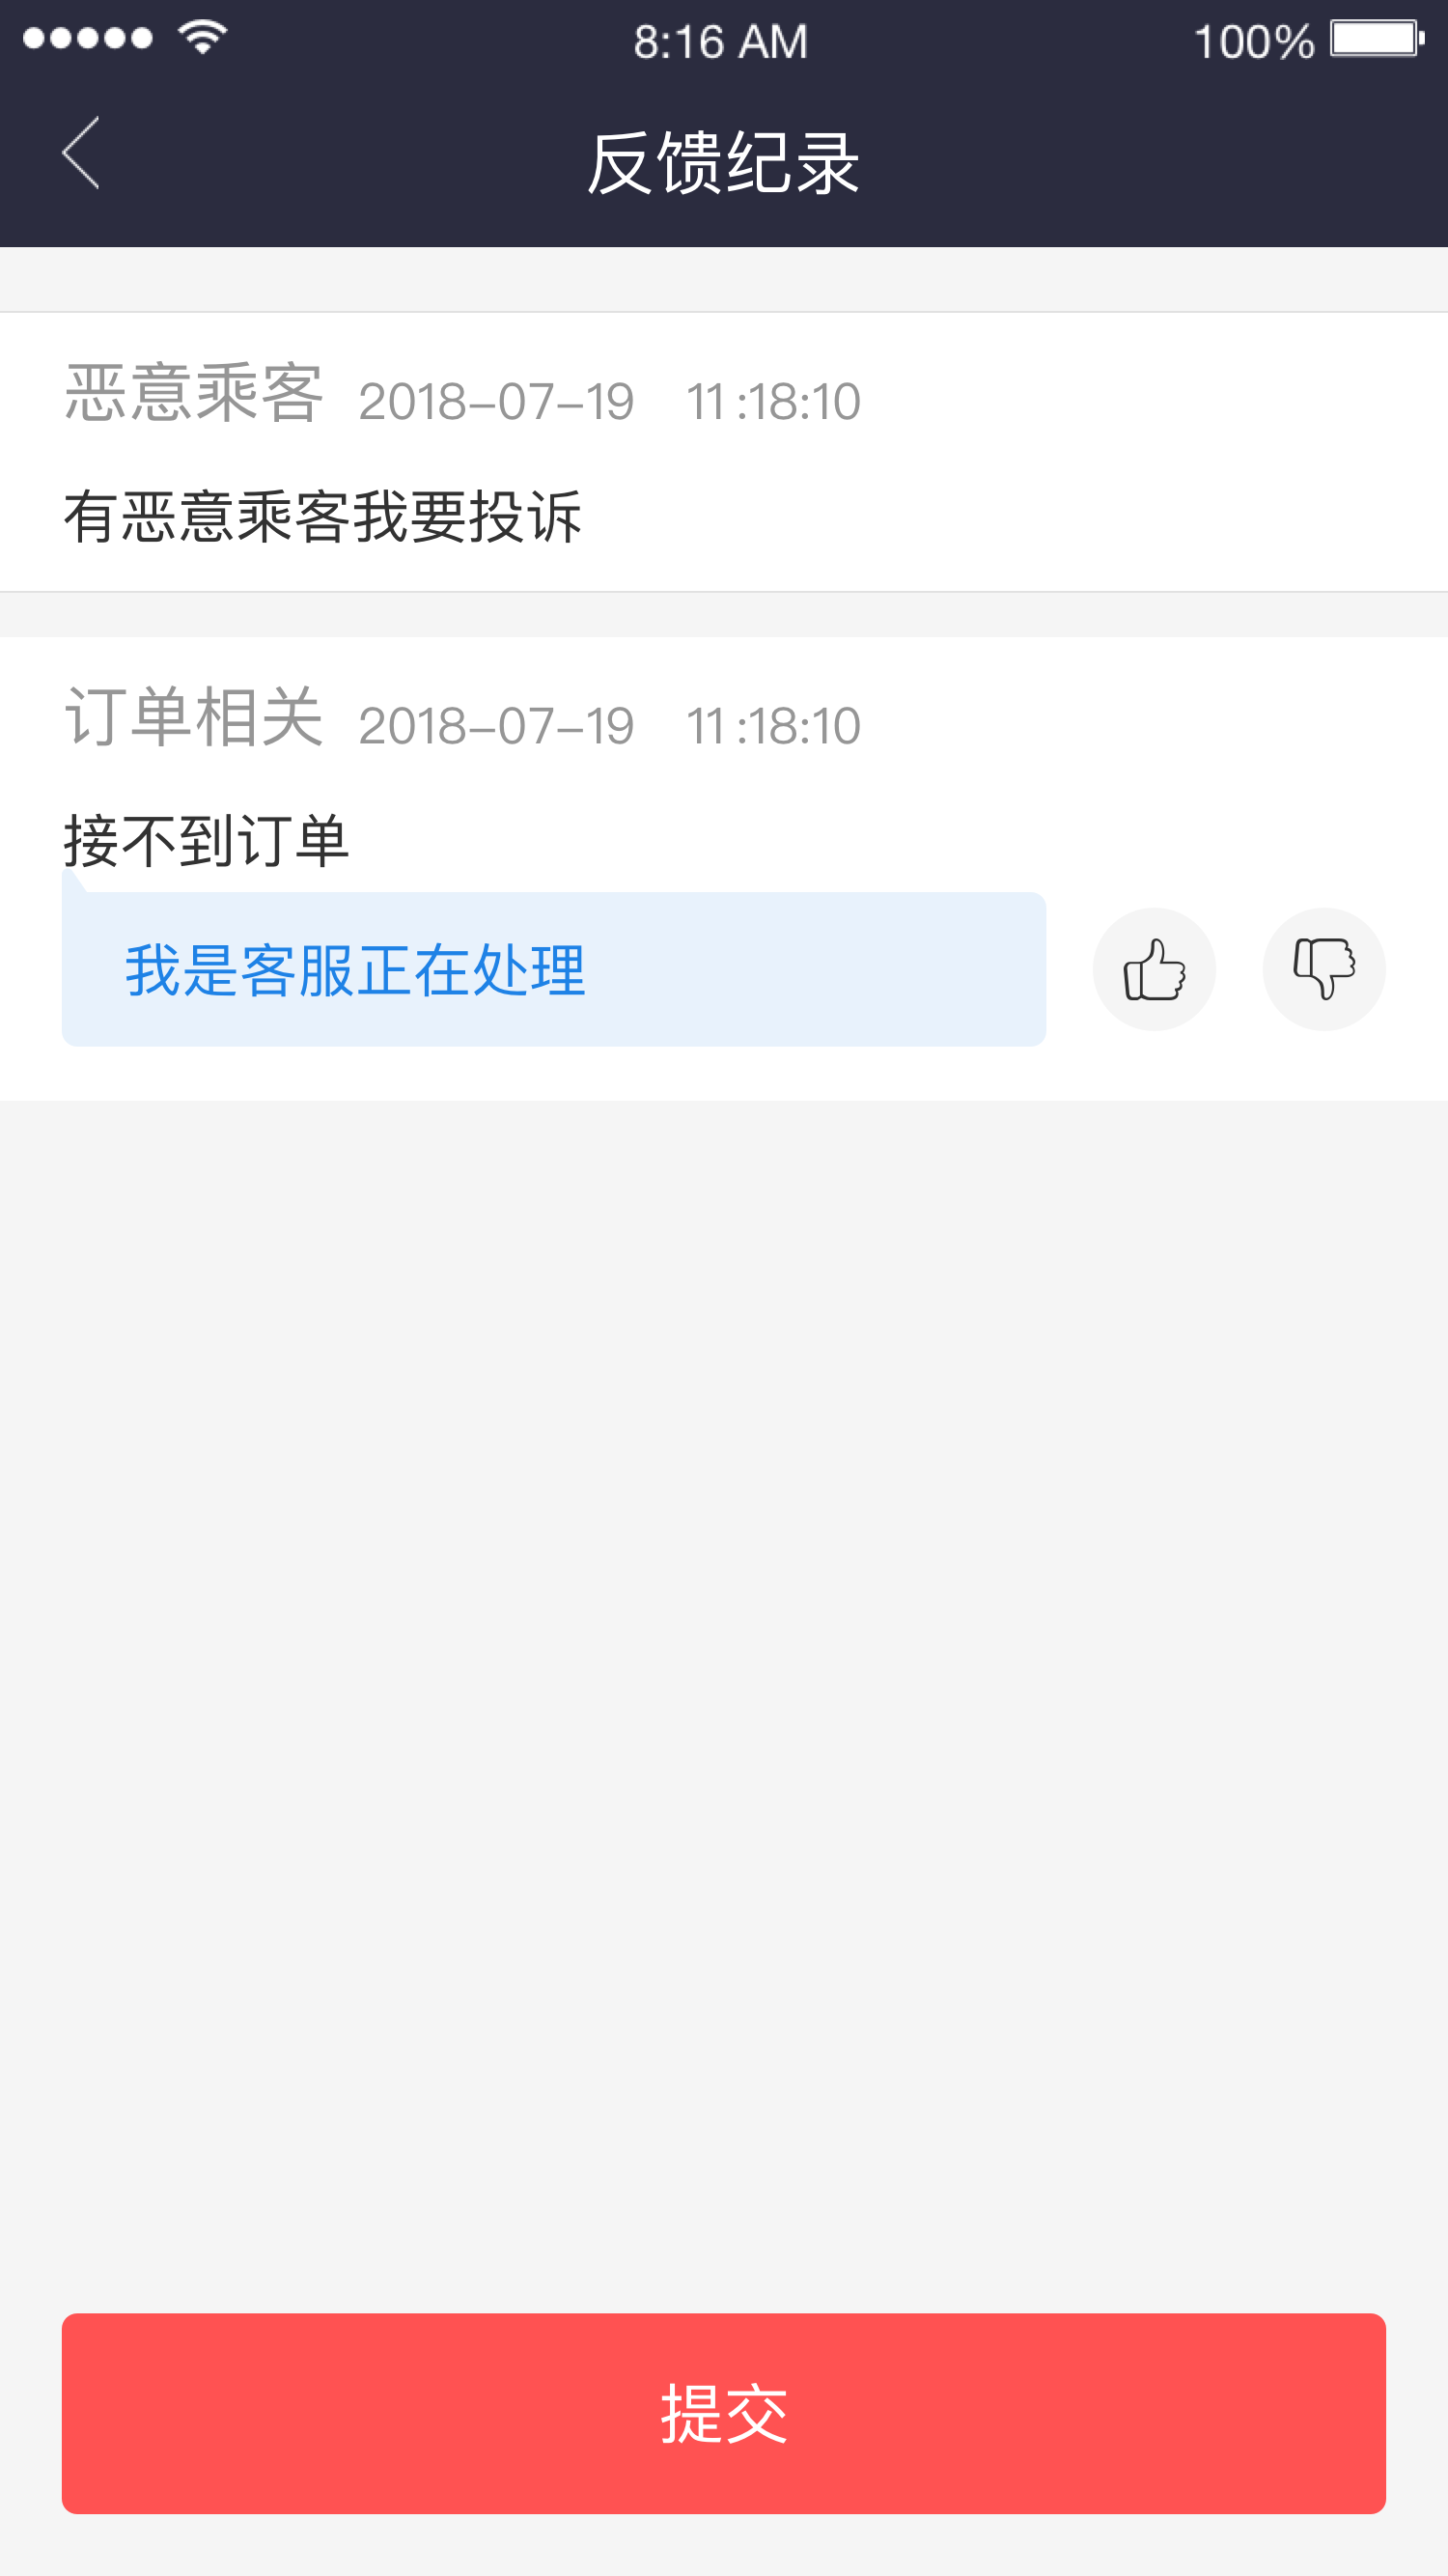 8:16 AM 100%
反馈纪录
恶意乘客 2018-07-19 11:18:10
有恶意乘客我要投诉
订单相关 2018-07-19 11:18:10
接不到订单
我是客服正在处理
提交